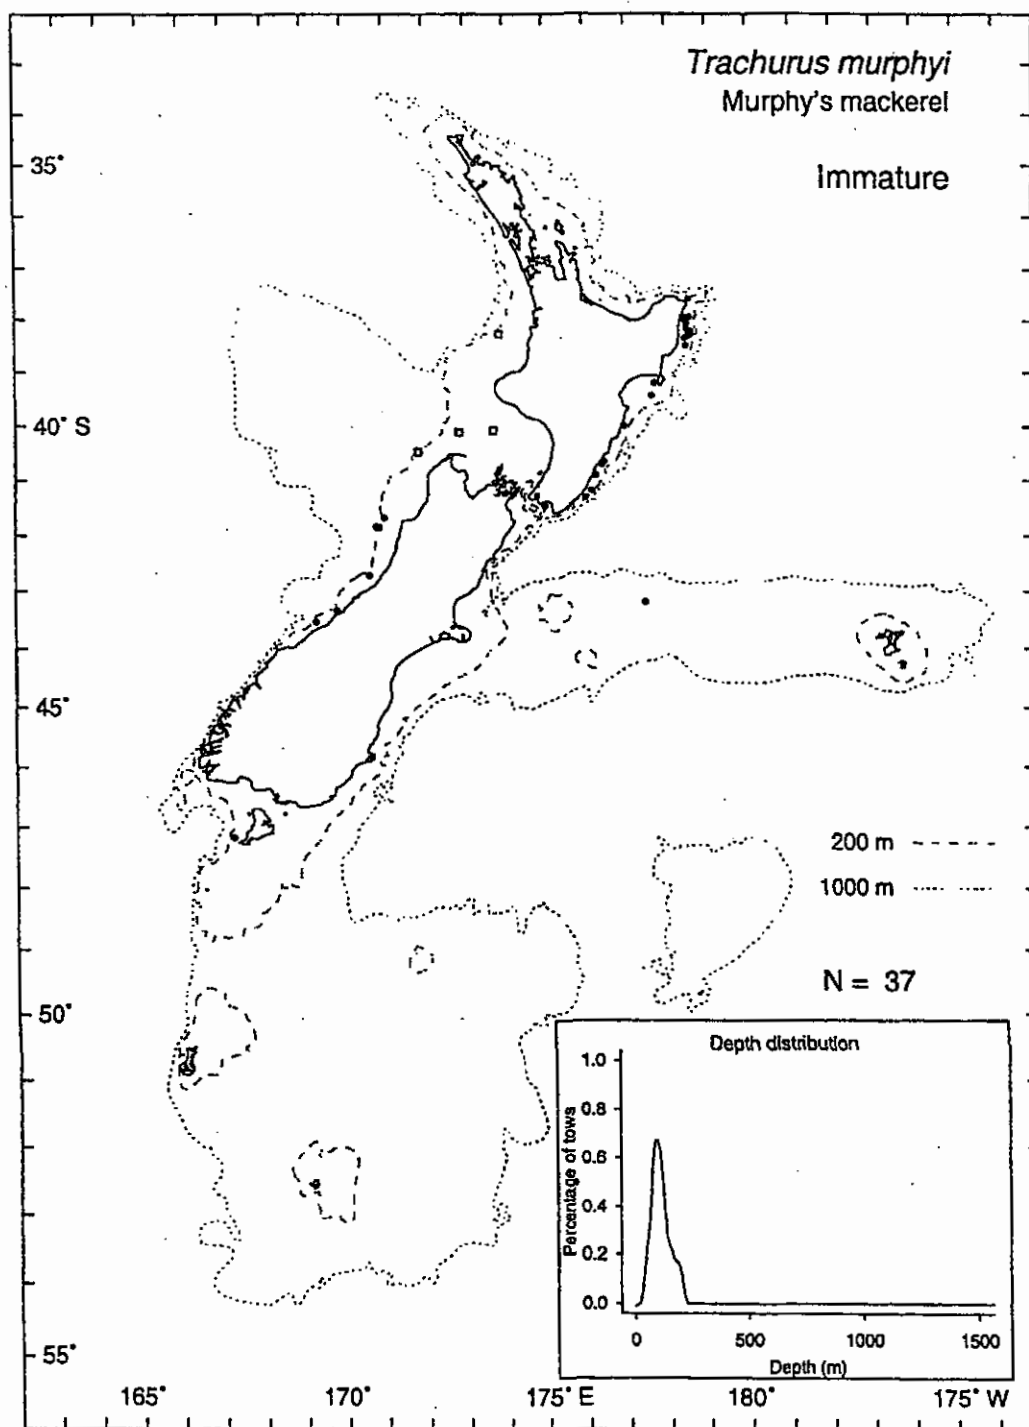 Trachurus murphyi
Murphy's mackerel
Immature
35°
40° S
45°
50°
55°
200 m
1000 m
N = 37
Depth distribution
Percentage of tows
1.0
0.8
0.6
0.4
0.2
0.0
0 500 1000 1500
Depth (m)
165° 170° 175° E 180° 175° W